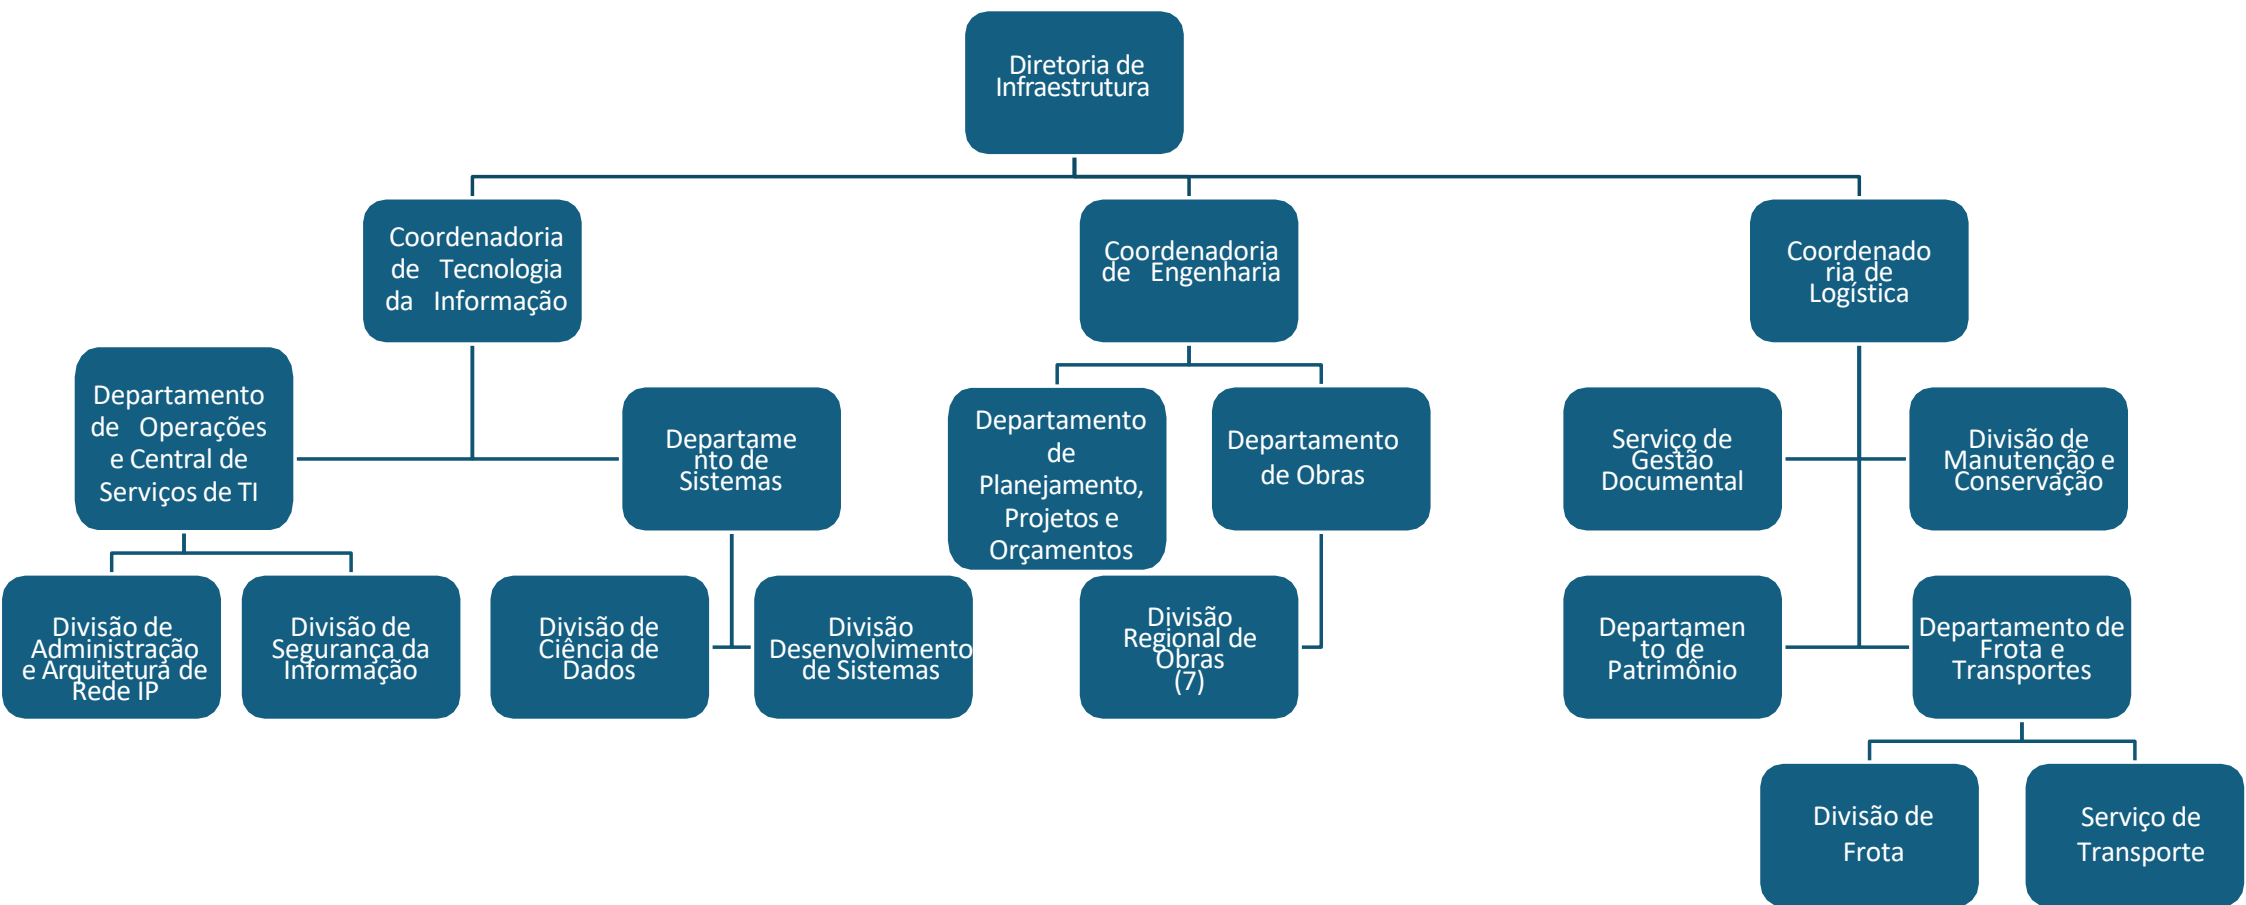 Diretoria de
Infraestrutura
Coordenadoria
de Tecnologia
da Informação
Coordenadoria
de Engenharia
Coordenado
ria de
Logística
Departamento
de Operações
e Central de
Serviços de TI
Departame
nto de
Sistemas
Departamento
de
Planejamento,
Projetos e
Orçamentos
Departamento
de Obras
Serviço de
Gestão
Documental
Divisão de
Manutenção e
Conservação
Divisão de
Administração
e Arquitetura de
Rede IP
Divisão de
Segurança da
Informação
Divisão de
Ciência de
Dados
Divisão
Desenvolvimento
de Sistemas
Divisão
Regional de
Obras
(7)
Departamen
to de
Patrimônio
Departamento de
Frota e
Transportes
Divisão de
Frota
Serviço de
Transporte